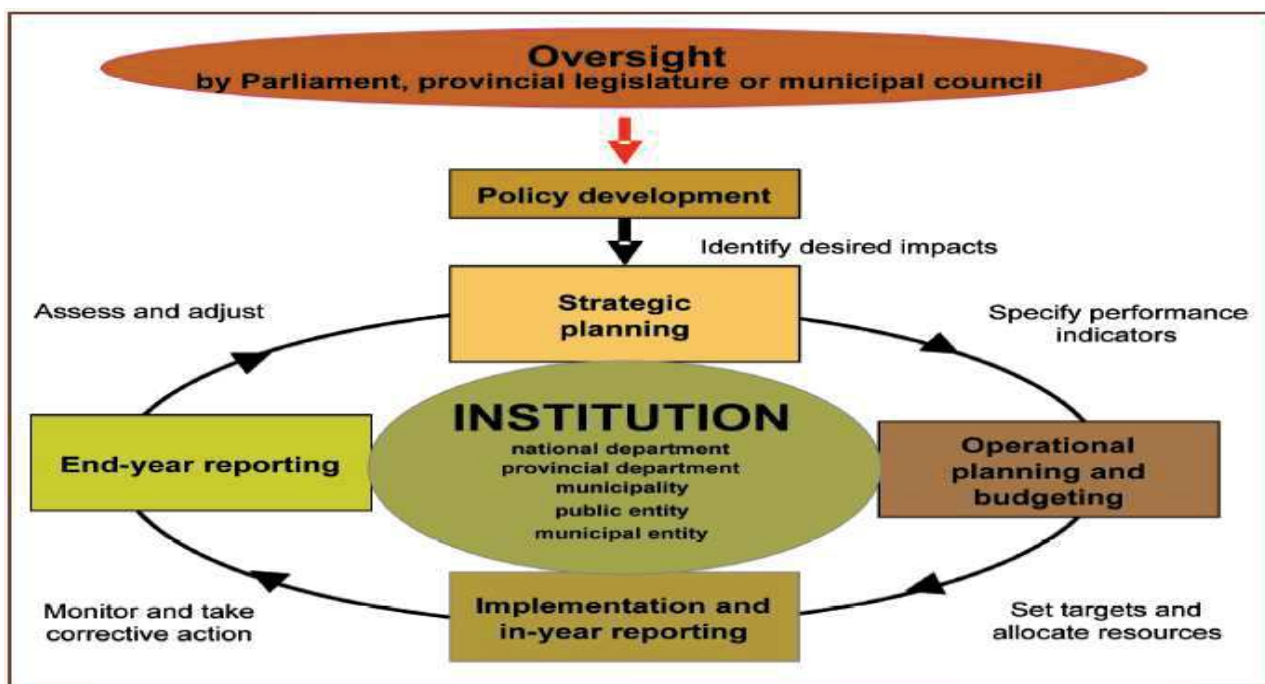 Oversight
by Parliament, provincial legislature or municipal council
Policy development
Identify desired impacts
Strategic
planning
Assess and adjust
Specify performance
indicators
INSTITUTION
national department
provincial department
municipality
public entity
municipal entity
End-year reporting
Operational
planning and
budgeting
Implementation and
in-year reporting
Monitor and take
corrective action
Set targets and
allocate resources